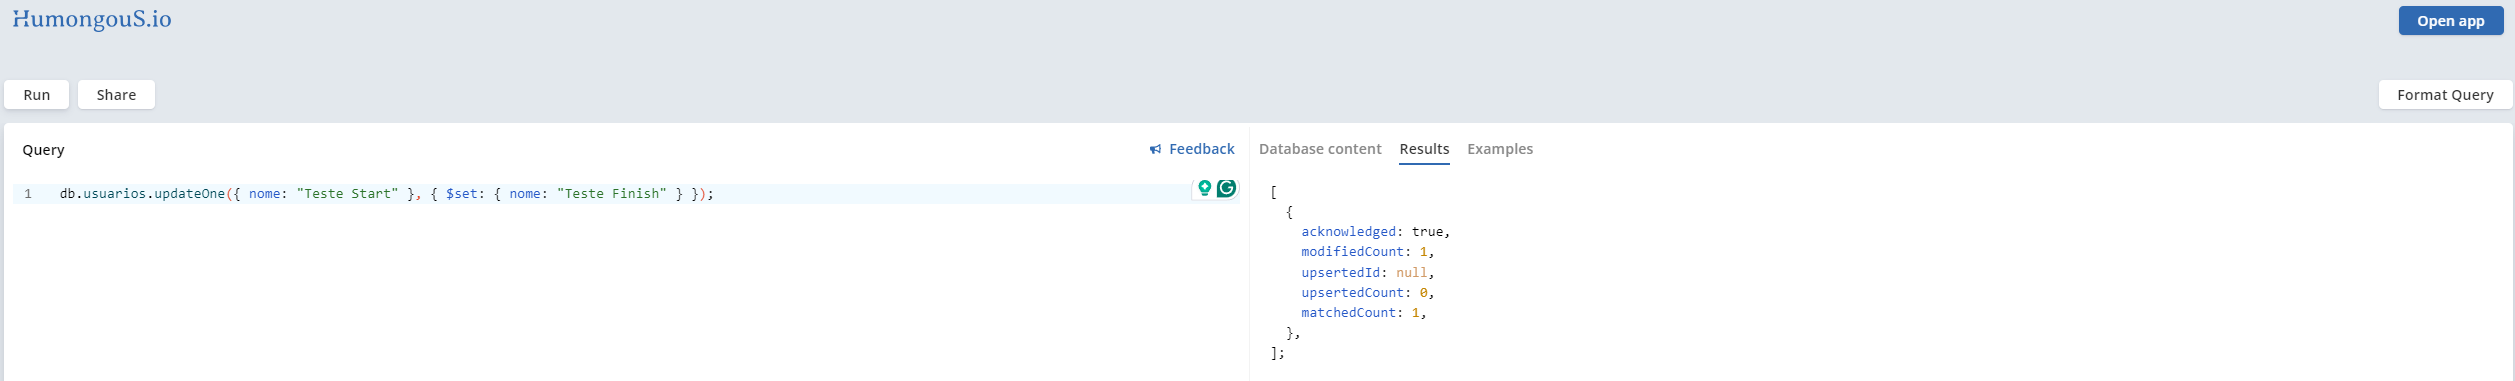 HumongouS.io
Open app
Run
Share
Format Query
Query
Feedback
1 db.usuarios.updateOne({ nome: "Teste Start" }, { $set: { nome: "Teste Finish" } });
Database content
Results
Examples
[
{
acknowledged: true,
modifiedCount: 1,
upsertedId: null,
upsertedCount: 0,
matchedCount: 1,
},
];